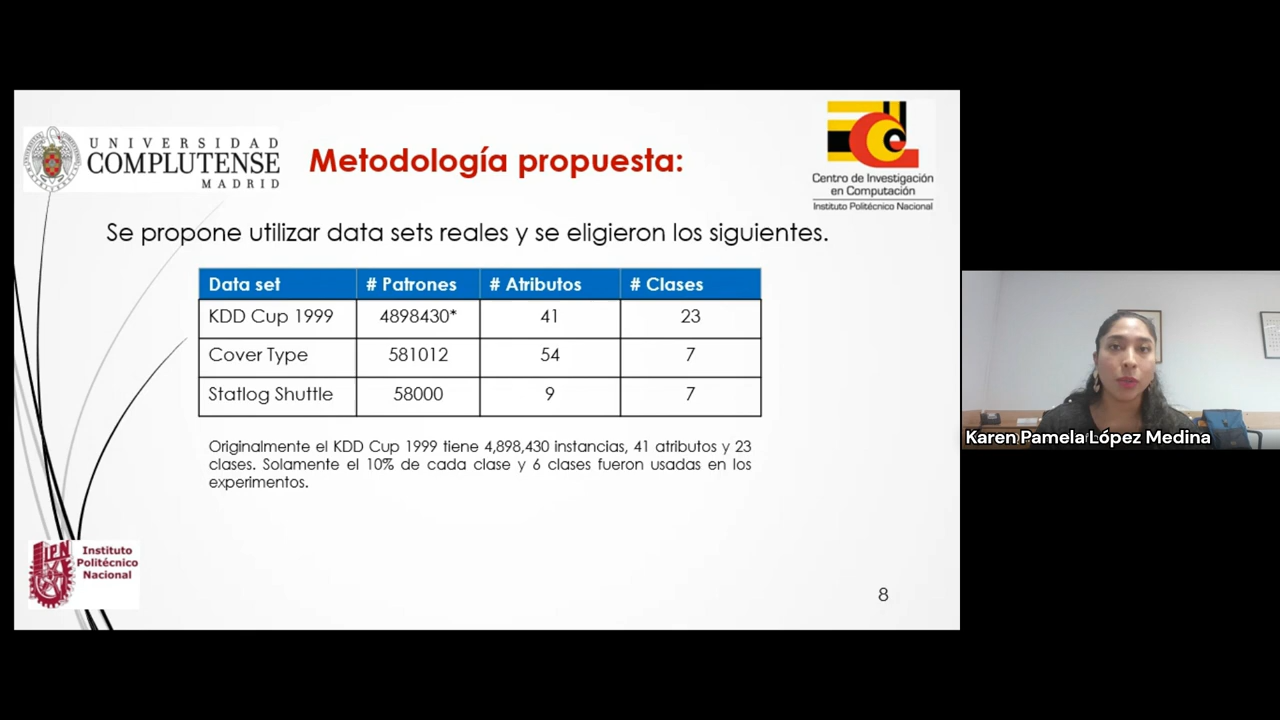 UNIVERSIDAD
COMPLUTENSE
MADRID
Metodología propuesta:
Centro de Investigación
en Computación
Instituto Politécnico Nacional
Se propone utilizar data sets reales y se eligieron los siguientes.
Data set # Patrones # Atributos # Clases
KDD Cup 1999 4898430* 41 23
Cover Type 581012 54 7
Statlog Shuttle 58000 9 7
Originalmente el KDD Cup 1999 tiene 4,898,430 instancias, 41 atributos y 23
clases. Solamente el 10% de cada clase y 6 clases fueron usadas en los
experimentos.
Karen Pamela López Medina
IPN
Instituto
Politécnico
Nacional
8